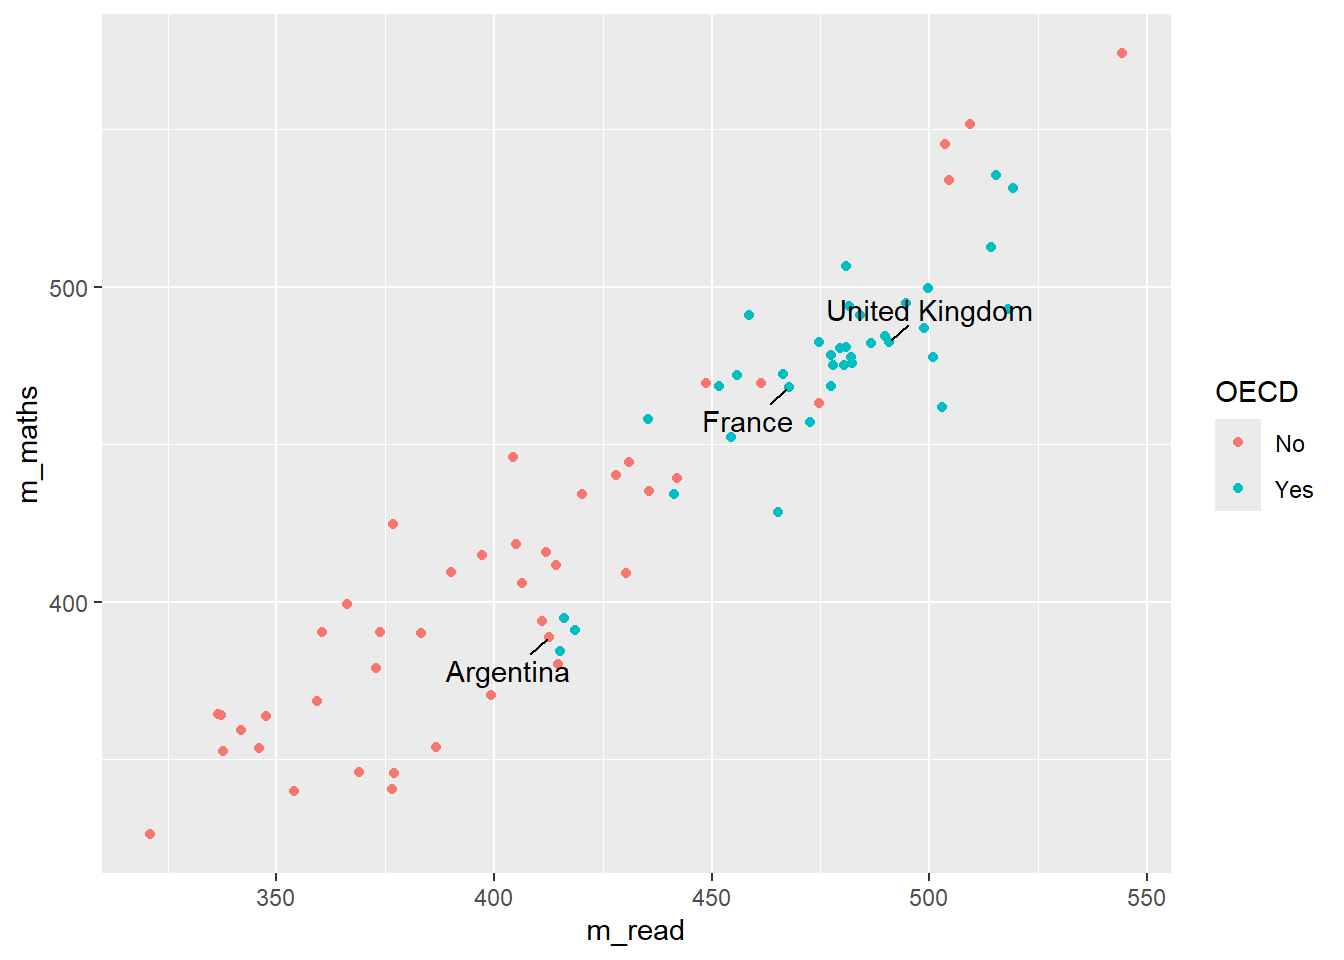 500
400
m_maths
United Kingdom
France
Argentina
350
400
450
500
550
m_read
OECD
No
Yes